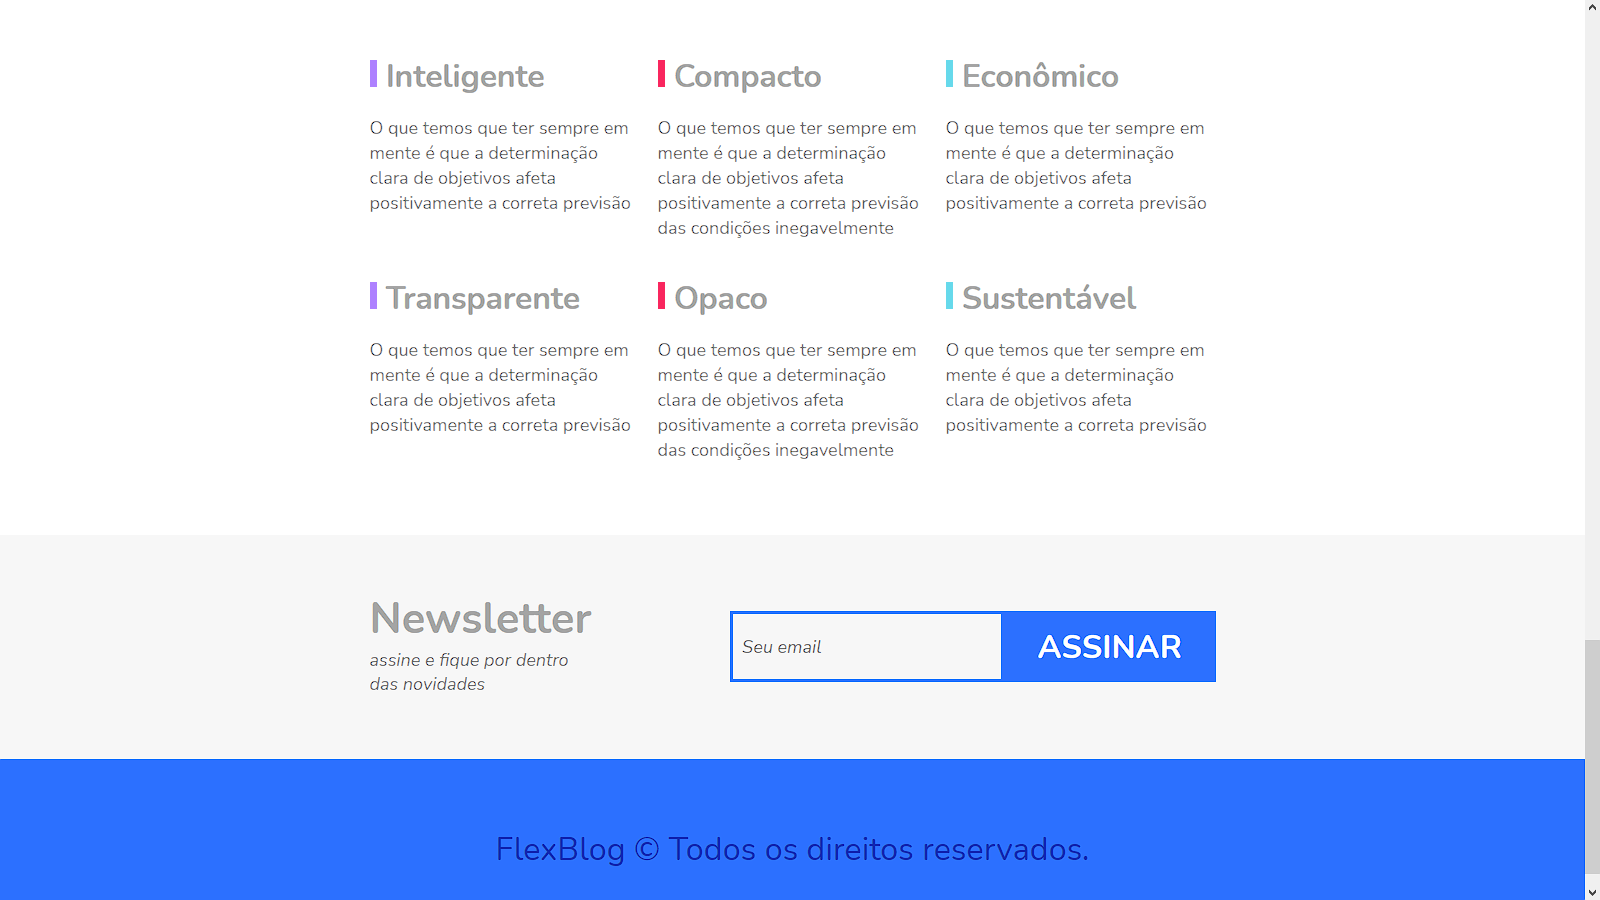 Inteligente
O que temos que ter sempre em
mente é que a determinação
clara de objetivos afeta
positivamente a correta previsão
Compacto
O que temos que ter sempre em
mente é que a determinação
clara de objetivos afeta
positivamente a correta previsão
das condições inegavelmente
Econômico
O que temos que ter sempre em
mente é que a determinação
clara de objetivos afeta
positivamente a correta previsão
Transparente
O que temos que ter sempre em
mente é que a determinação
clara de objetivos afeta
positivamente a correta previsão
Opaco
O que temos que ter sempre em
mente é que a determinação
clara de objetivos afeta
positivamente a correta previsão
das condições inegavelmente
Sustentável
O que temos que ter sempre em
mente é que a determinação
clara de objetivos afeta
positivamente a correta previsão
Newsletter
assine e fique por dentro
das novidades
Seu email
ASSINAR
FlexBlog © Todos os direitos reservados.